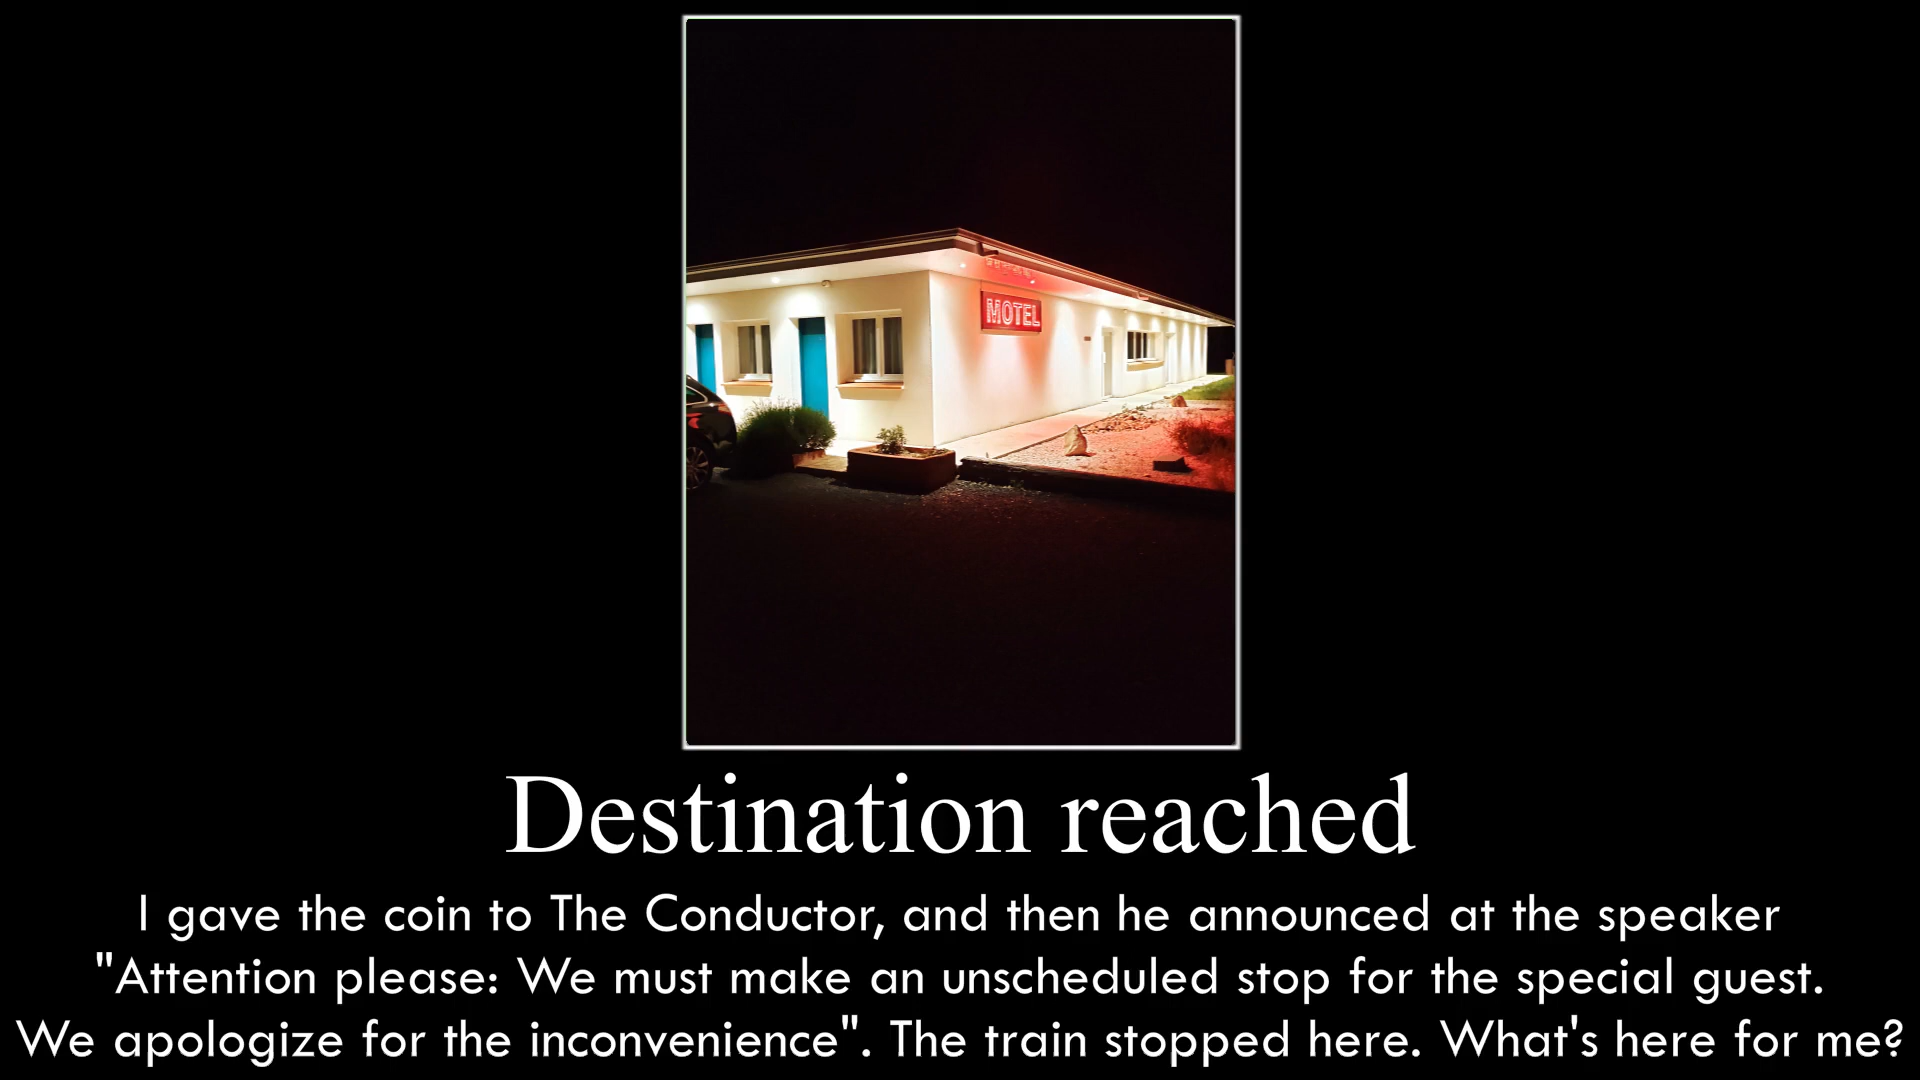 MOTEL
Destination reached
I gave the coin to The Conductor, and then he announced at the speaker
"Attention please: We must make an unscheduled stop for the special guest.
We apologize for the inconvenience". The train stopped here. What's here for me?